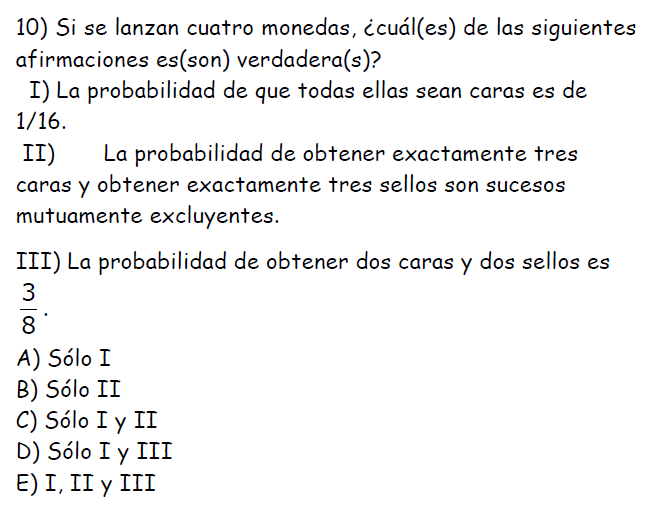 10) Si se lanzan cuatro monedas, ¿cuál(es) de las siguientes
afirmaciones es(son) verdadera(s)?
I) La probabilidad de que todas ellas sean caras es de
1/16.
II) La probabilidad de obtener exactamente tres
caras y obtener exactamente tres sellos son sucesos
mutuamente excluyentes.
III) La probabilidad de obtener dos caras y dos sellos es
3/8.
A) Sólo I
B) Sólo II
C) Sólo I y II
D) Sólo I y III
E) I, II y III